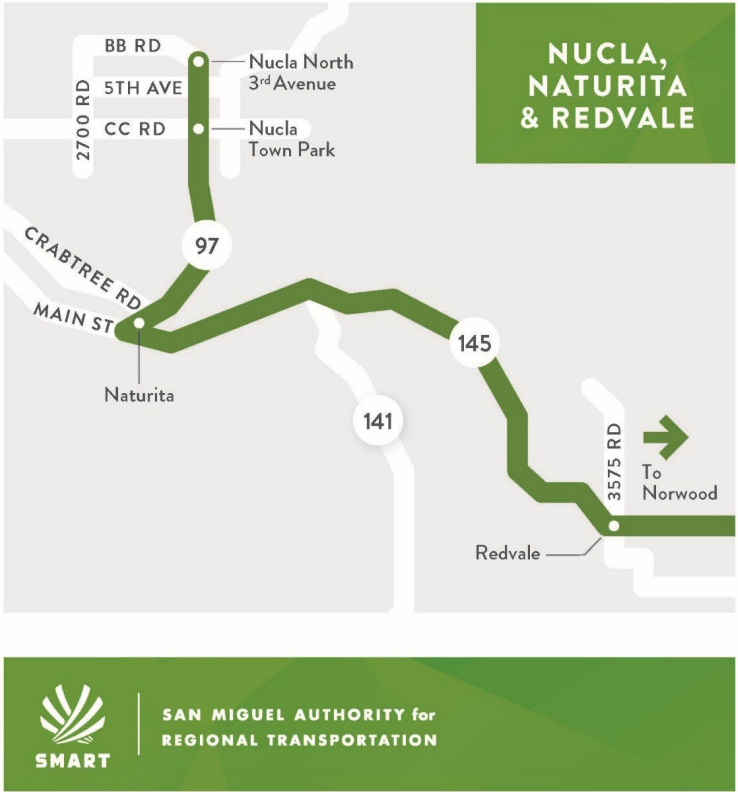 NUCLA,
NATURITA
& REDVALE
BB RD
Nucla North
3rd Avenue
5TH AVE
2700 RD
CC RD
Nucla
Town Park
97
CRABTREE RD
MAIN ST
145
Naturita
141
3575 RD
To
Norwood
Redvale
SMART
SAN MIGUEL AUTHORITY for
REGIONAL TRANSPORTATION